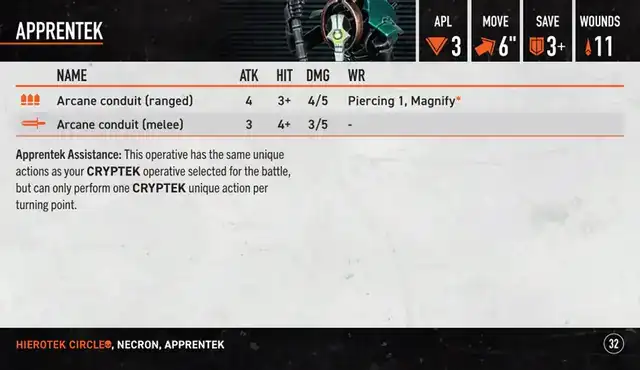 APPRENTEK
APL MOVE SAVE WOUNDS
3 6" 3+ 11
NAME ATK HIT DMG WR
Arcane conduit (ranged) 4 3+ 4/5 Piercing 1, Magnify*
Arcane conduit (melee) 3 4+ 3/5 -
Apprentek Assistance: This operative has the same unique
actions as your CRYPTEK operative selected for the battle,
but can only perform one CRYPTEK unique action per
turning point.
HIEROTEK CIRCLE, NECRON, APPRENTEK
32